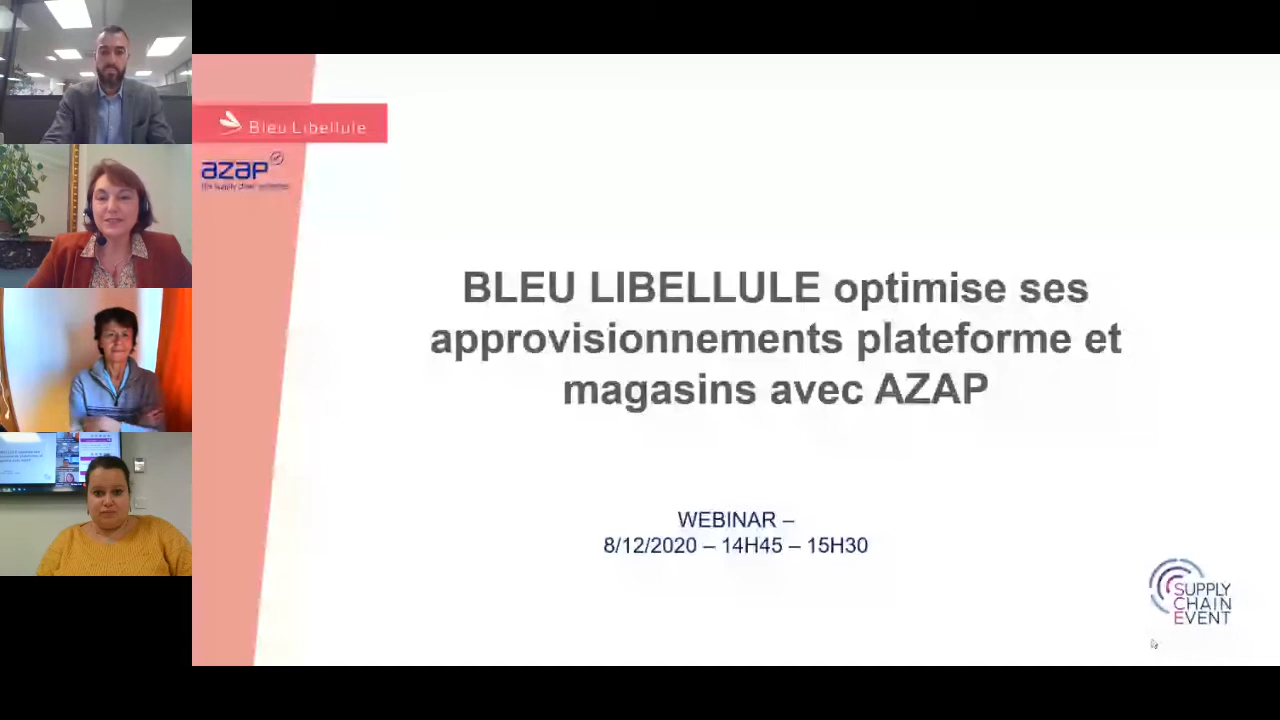 Bleu Libellule
azap
BLEU LIBELLULE optimise ses
approvisionnements plateforme et
magasins avec AZAP
WEBINAR –
8/12/2020 – 14H45 – 15H30
SUPPLY
CHAIN
EVENT